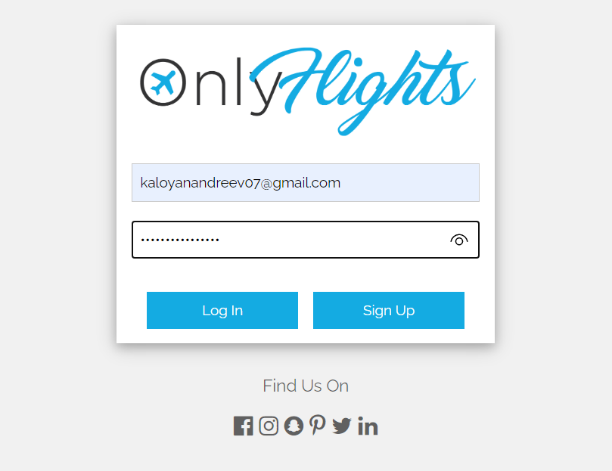 OnlyFlights
kaloyanandreev07@gmail.com
••••••••••••••••
Log In
Sign Up
Find Us On